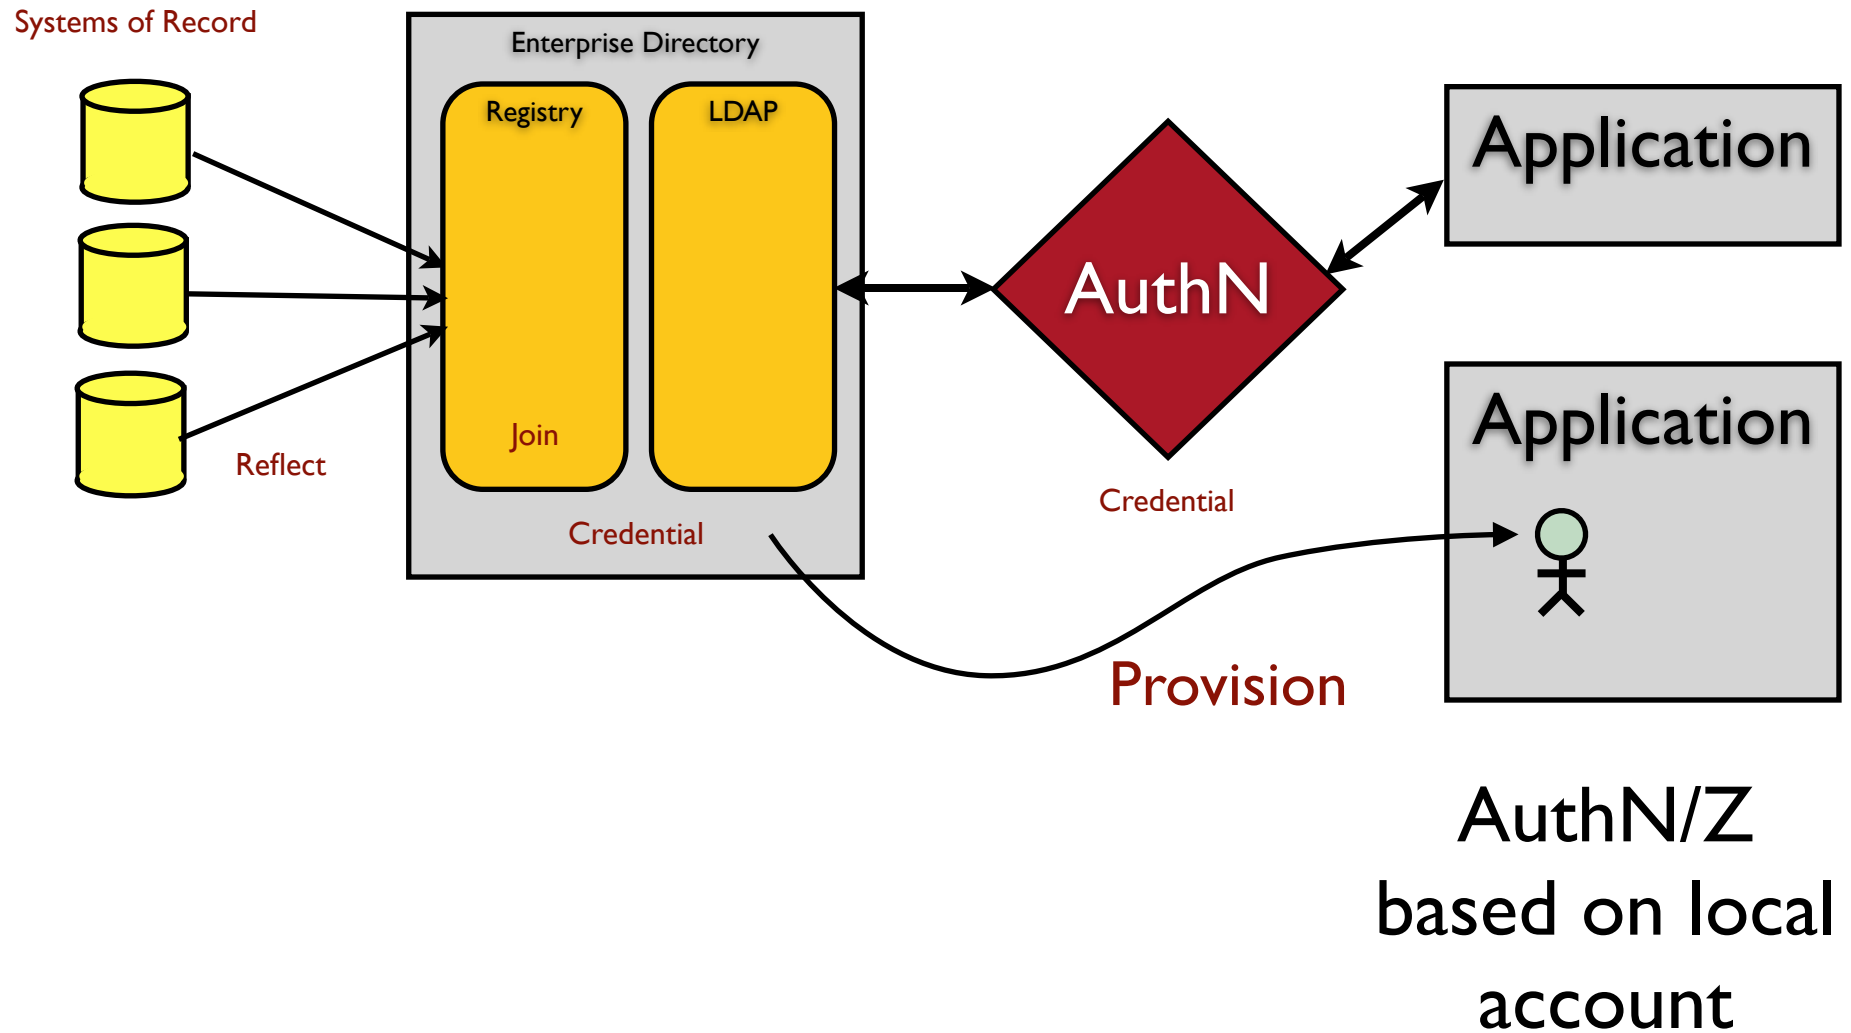 Systems of Record
Enterprise Directory
Registry
LDAP
Join
Reflect
Credential
AuthN
Credential
Application
Application
Provision
AuthN/Z
based on local
account